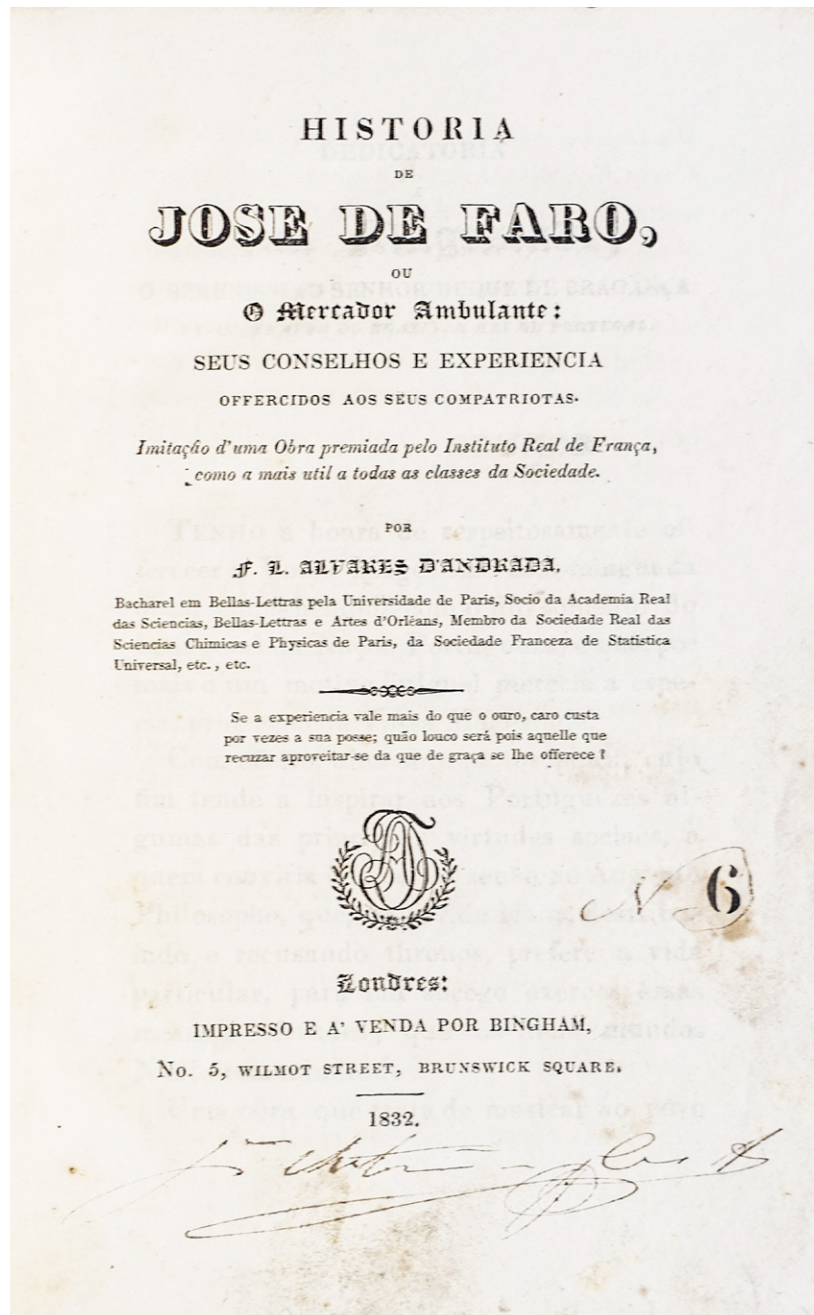 HISTORIA
DE
JOSE DE FARO,
OU
O Mercador Ambulante:
SEUS CONSELHOS E EXPERIENCIA
OFFERCIDOS AOS SEUS COMPATRIOTAS.
Imitação d'uma Obra premiada pelo Instituto Real de França,
como a mais util a todas as classes da Sociedade.
POR
F. L. ALVARES D'ANDRADA,
Bacharel em Bellas-Lettras pela Universidade de Paris, Socio da Academia Real
das Sciencias, Bellas-Lettras e Artes d'Orléans, Membro da Sociedade Real das
Sciencias Chimicas e Physicas de Paris, da Sociedade Franceza de Statistica
Universal, etc., etc.
Se a experiencia vale mais do que o ouro, caro custa
por vezes a sua posse; quão louco será pois aquelle que
recuzar aproveitar-se da que de graça se lhe offerece!
N 6
Londres:
IMPRESSO E A' VENDA POR BINGHAM,
No. 5, WILMOT STREET, BRUNSWICK SQUARE.
1832.